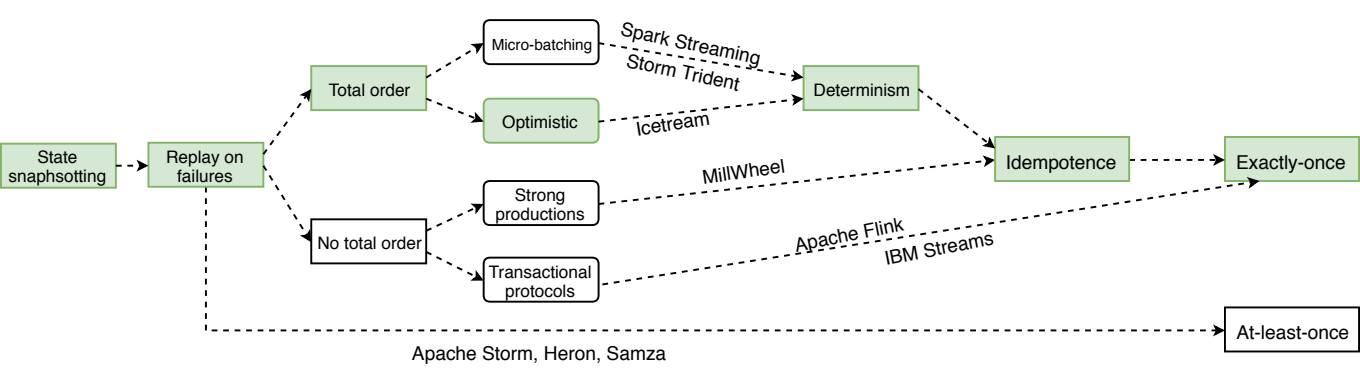 State
snaphsotting
Replay on
failures
Total order
No total order
Micro-batching
Optimistic
Strong
productions
Transactional
protocols
Spark Streaming
Storm Trident
Icetream
MillWheel
Apache Flink
IBM Streams
Determinism
Idempotence
Exactly-once
Apache Storm, Heron, Samza
At-least-once